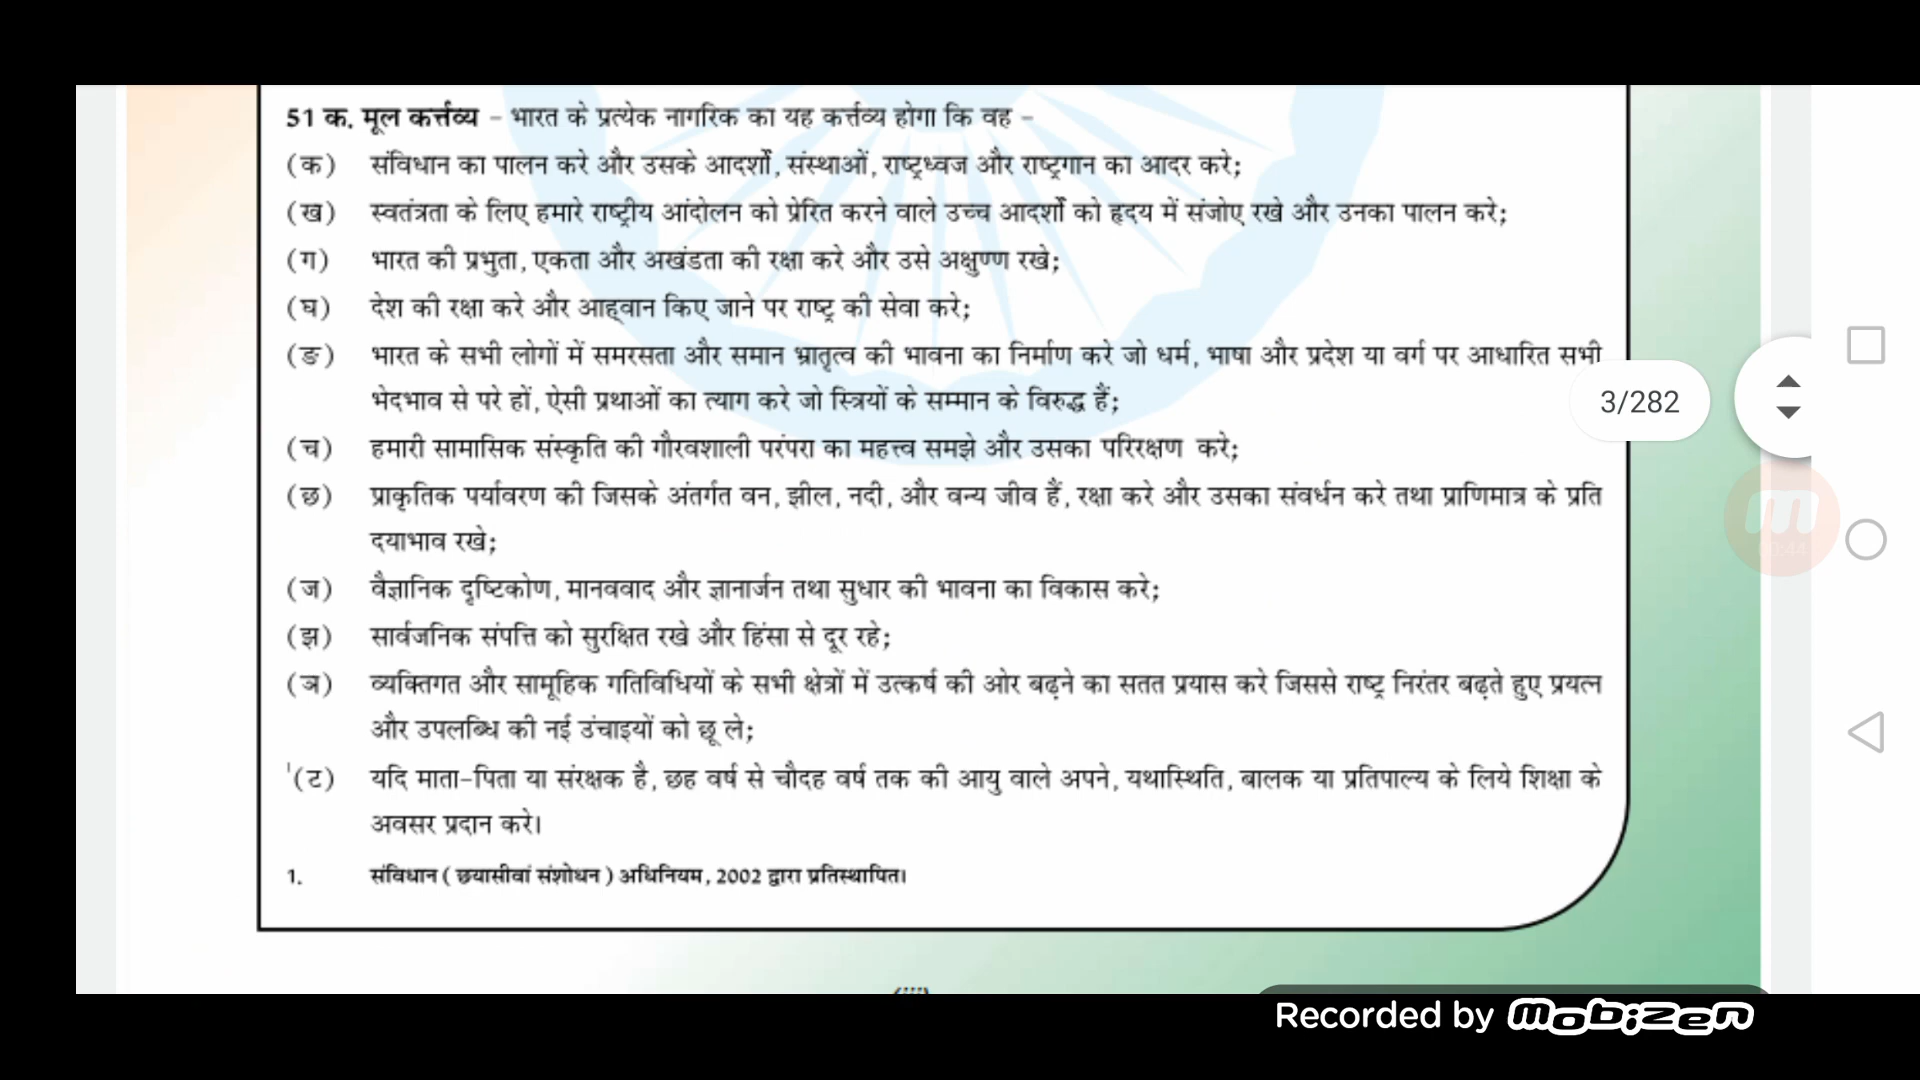 51 क. मूल कर्त्तव्य – भारत के प्रत्येक नागरिक का यह कर्त्तव्य होगा कि वह –
(क) संविधान का पालन करे और उसके आदर्शों, संस्थाओं, राष्ट्रध्वज और राष्ट्रगान का आदर करे;
(ख) स्वतंत्रता के लिए हमारे राष्ट्रीय आंदोलन को प्रेरित करने वाले उच्च आदर्शों को हृदय में संजोए रखे और उनका पालन करे;
(ग) भारत की प्रभुता, एकता और अखंडता की रक्षा करे और उसे अक्षुण्ण रखे;
(घ) देश की रक्षा करे और आह्वान किए जाने पर राष्ट्र की सेवा करे;
(ङ) भारत के सभी लोगों में समरसता और समान भ्रातृत्व की भावना का निर्माण करे जो धर्म, भाषा और प्रदेश या वर्ग पर आधारित सभी
भेदभाव से परे हों, ऐसी प्रथाओं का त्याग करे जो स्त्रियों के सम्मान के विरुद्ध हैं;
3/282
(च) हमारी सामासिक संस्कृति की गौरवशाली परंपरा का महत्त्व समझे और उसका परिरक्षण करे;
(छ) प्राकृतिक पर्यावरण की जिसके अंतर्गत वन, झील, नदी, और वन्य जीव हैं, रक्षा करे और उसका संवर्धन करे तथा प्राणिमात्र के प्रति
दयाभाव रखे;
(ज) वैज्ञानिक दृष्टिकोण, मानववाद और ज्ञानार्जन तथा सुधार की भावना का विकास करे;
(झ) सार्वजनिक संपत्ति को सुरक्षित रखे और हिंसा से दूर रहे;
(ञ) व्यक्तिगत और सामूहिक गतिविधियों के सभी क्षेत्रों में उत्कर्ष की ओर बढ़ने का सतत प्रयास करे जिससे राष्ट्र निरंतर बढ़ते हुए प्रयत्न
और उपलब्धि की नई उंचाइयों को छू ले;
¹(ट) यदि माता-पिता या संरक्षक है, छह वर्ष से चौदह वर्ष तक की आयु वाले अपने, यथास्थिति, बालक या प्रतिपाल्य के लिये शिक्षा के
अवसर प्रदान करे।
1. संविधान ( छयासीवां संशोधन ) अधिनियम, 2002 द्वारा प्रतिस्थापित।
Recorded by mobizen